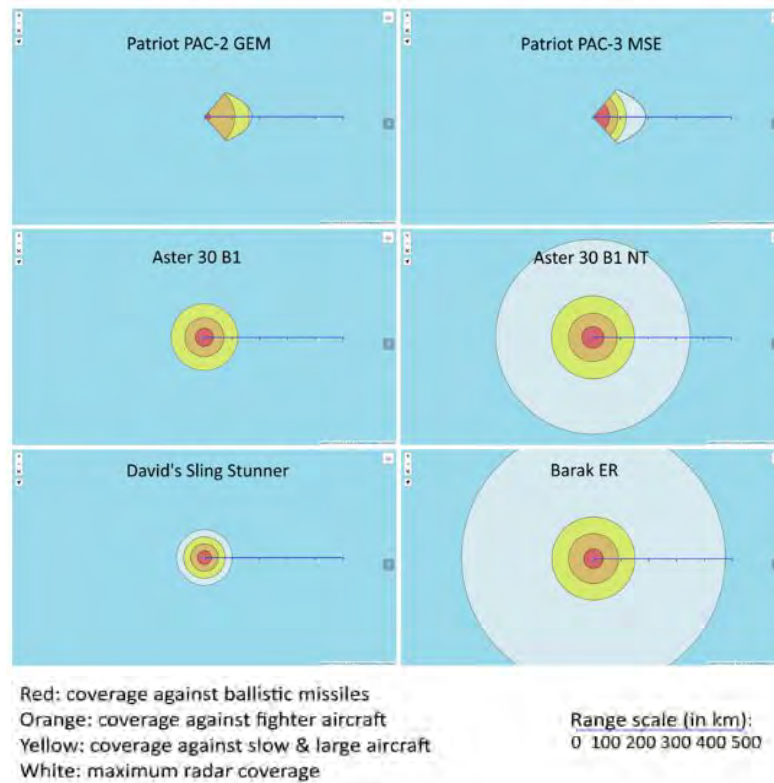 Patriot PAC-2 GEM
Patriot PAC-3 MSE
Aster 30 B1
Aster 30 B1 NT
David's Sling Stunner
Barak ER
Red: coverage against ballistic missiles
Orange: coverage against fighter aircraft
Yellow: coverage against slow & large aircraft
White: maximum radar coverage
Range scale (in km):
0 100 200 300 400 500